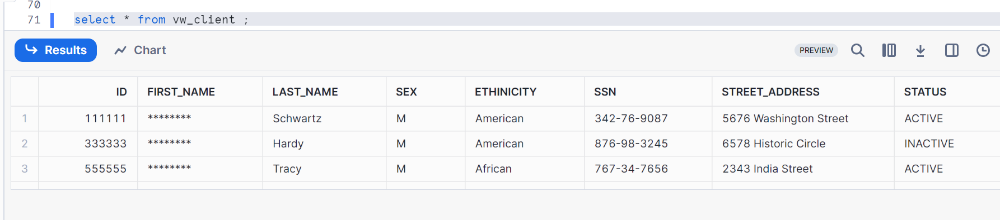 70
71 select * from vw_client ;
Results Chart PREVIEW
ID FIRST_NAME LAST_NAME SEX ETHINICITY SSN STREET_ADDRESS STATUS
1 111111 ******** Schwartz M American 342-76-9087 5676 Washington Street ACTIVE
2 333333 ******** Hardy M American 876-98-3245 6578 Historic Circle INACTIVE
3 555555 ******** Tracy M African 767-34-7656 2343 India Street ACTIVE